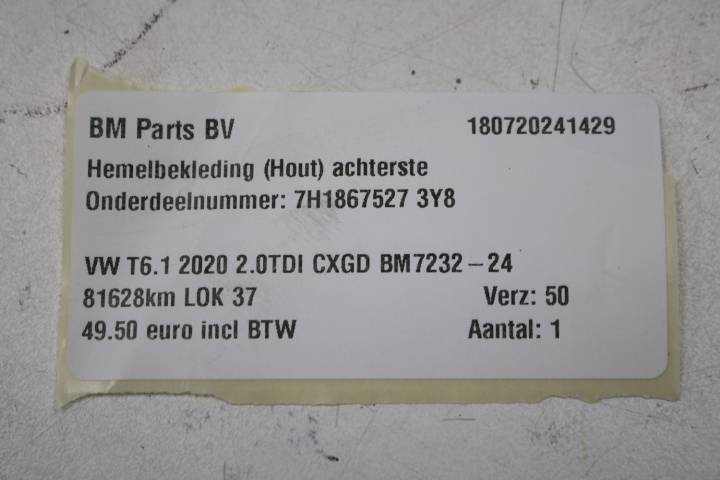 BM Parts BV 180720241429
Hemelbekleding (Hout) achterste
Onderdeelnummer: 7H1867527 3Y8
VW T6.1 2020 2.0TDI CXGD BM7232-24
81628km LOK 37 Verz: 50
49.50 euro incl BTW Aantal: 1